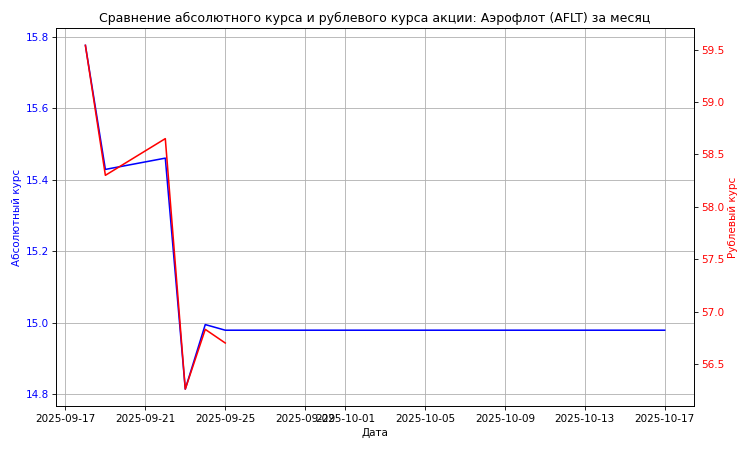 Сравнение абсолютного курса и рублевого курса акции: Аэрофлот (AFLT) за месяц
Абсолютный курс
15.8
15.6
15.4
15.2
15.0
14.8
59.5
59.0
58.5
58.0
57.5
57.0
56.5
Рублевый курс
2025-09-17 2025-09-21 2025-09-25 2025-09-29 2025-10-01 2025-10-05 2025-10-09 2025-10-13 2025-10-17
Дата